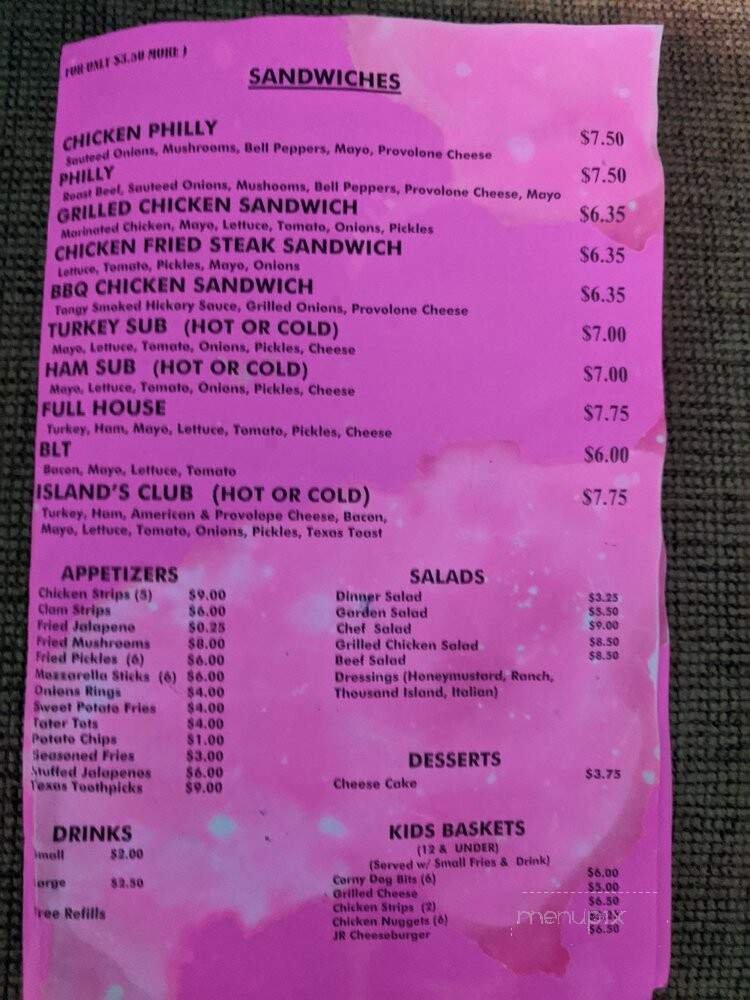 FOR ONLY $3.50 MORE )
SANDWICHES
CHICKEN PHILLY $7.50
Sauteed Onions, Mushrooms, Bell Peppers, Mayo, Provolone Cheese
PHILLY $7.50
Roast Beef, Sauteed Onions, Mushooms, Bell Peppers, Provolone Cheese, Mayo
GRILLED CHICKEN SANDWICH $6.35
Marinated Chicken, Mayo, Lettuce, Tomato, Onions, Pickles
CHICKEN FRIED STEAK SANDWICH $6.35
Lettuce, Tomato, Pickles, Mayo, Onions
BBQ CHICKEN SANDWICH $6.35
Tangy Smoked Hickory Sauce, Grilled Onions, Provolone Cheese
TURKEY SUB (HOT OR COLD) $7.00
Mayo, Lettuce, Tomato, Onions, Pickles, Cheese
HAM SUB (HOT OR COLD) $7.00
Mayo, Lettuce, Tomato, Onions, Pickles, Cheese
FULL HOUSE $7.75
Turkey, Ham, Mayo, Lettuce, Tomato, Pickles, Cheese
BLT $6.00
Bacon, Mayo, Lettuce, Tomato
ISLAND'S CLUB (HOT OR COLD) $7.75
Turkey, Ham, American & Provolope Cheese, Bacon,
Mayo, Lettuce, Tomato, Onions, Pickles, Texas Toast
APPETIZERS
Chicken Strips (5) $9.00
Clam Strips $6.00
Fried Jalapeno $0.25
Fried Mushrooms $8.00
Fried Pickles (6) $6.00
Mozzarella Sticks (6) $6.00
Onions Rings $4.00
Sweet Potato Fries $4.00
Tater Tots $4.00
Potato Chips $1.00
Seasoned Fries $3.00
Stuffed Jalapenos $6.00
Texas Toothpicks $9.00
SALADS
Dinner Salad $3.25
Garden Salad $5.50
Chef Salad $9.00
Grilled Chicken Salad $8.50
Beef Salad $8.50
Dressings (Honeymustard, Ranch,
Thousand Island, Italian)
DESSERTS
Cheese Cake $3.75
DRINKS
mall $2.00
arge $2.50
ree Refills
KIDS BASKETS
(12 & UNDER)
(Served w/ Small Fries & Drink)
Corny Dog Bits (6) $6.00
Grilled Cheese $5.00
Chicken Strips (2) $6.50
Chicken Nuggets (6)
JR Cheeseburger $6.50
menupix